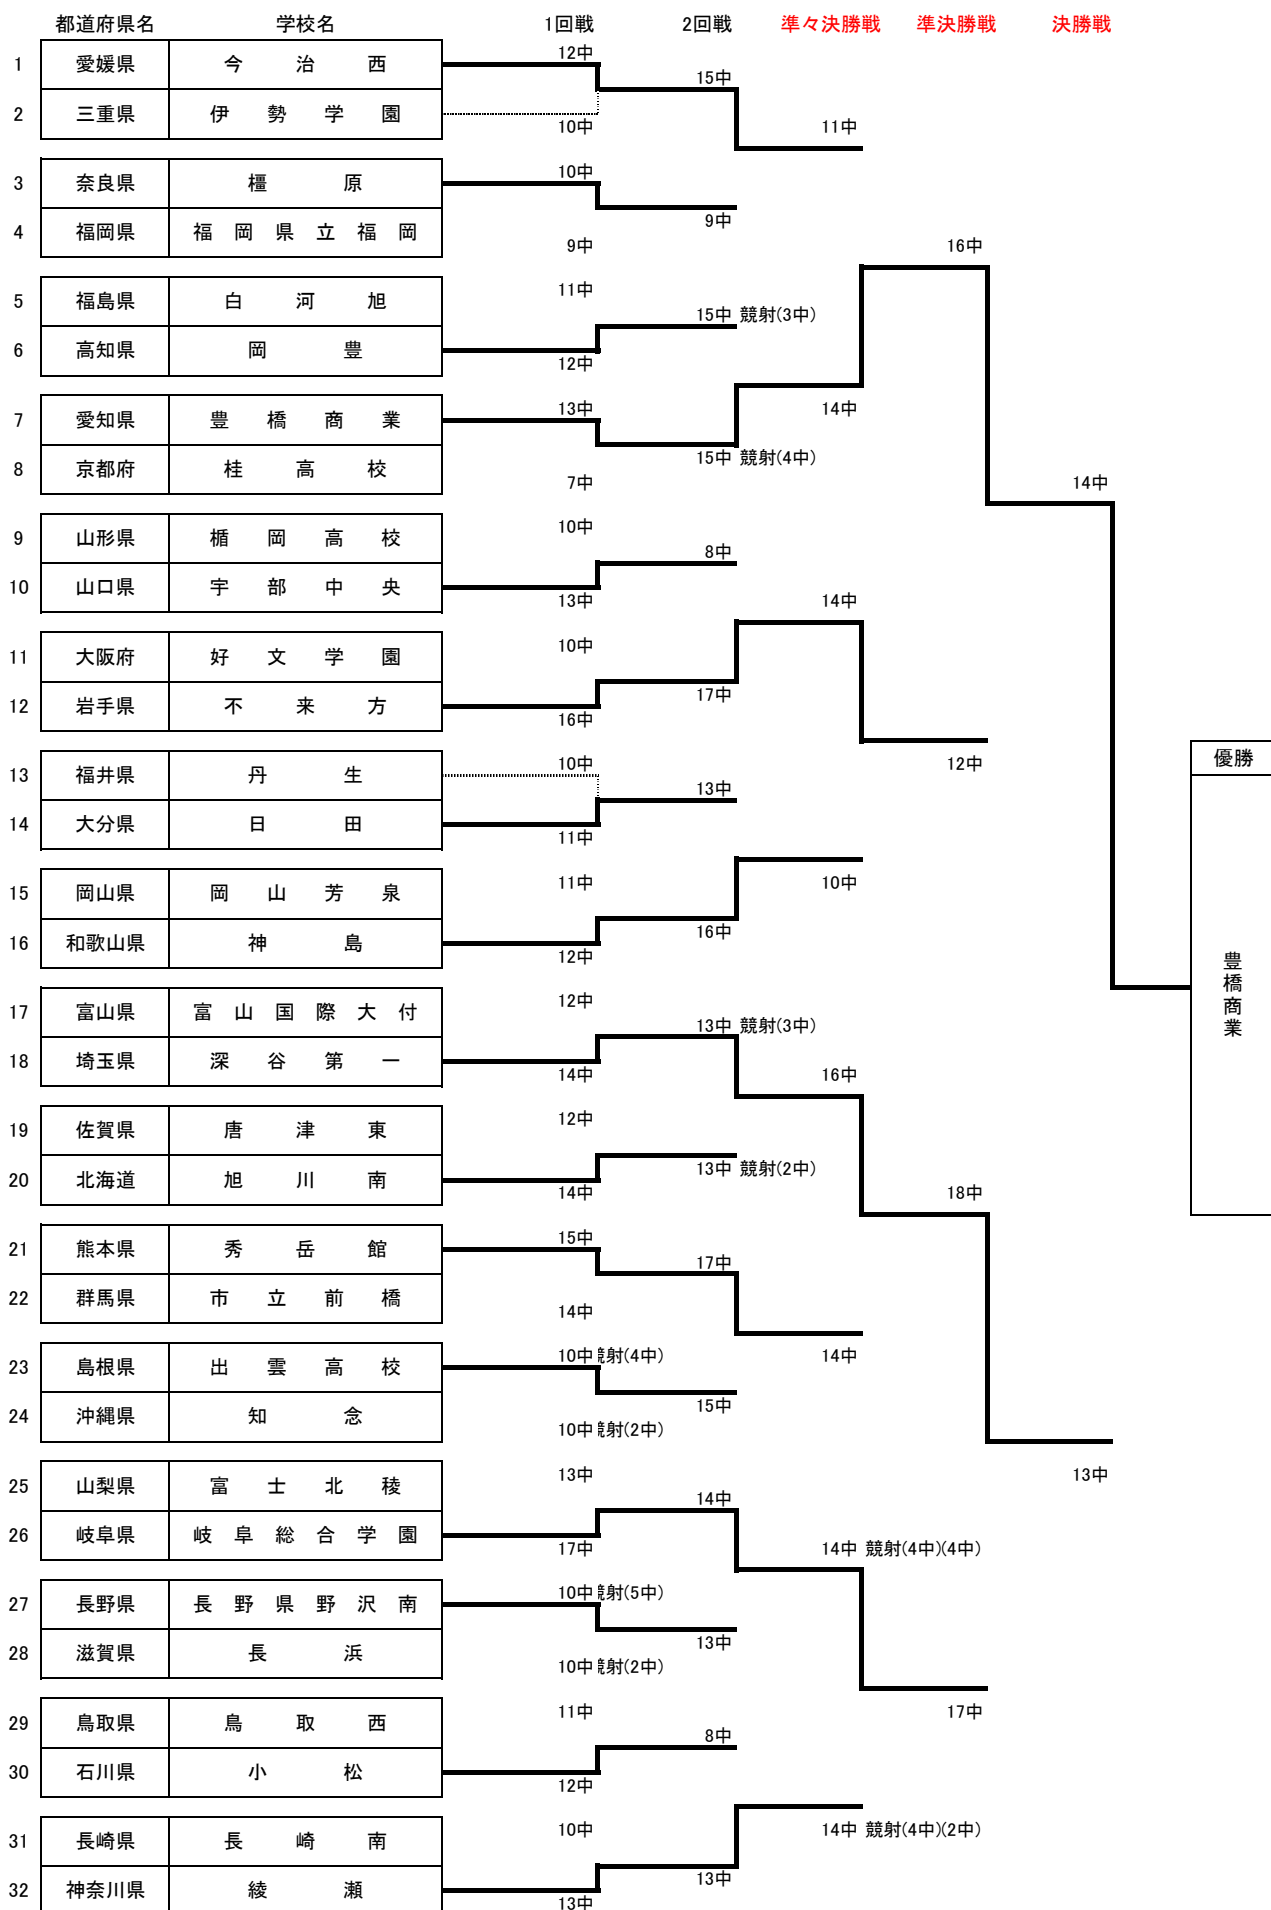 都道府県名 学校名 1回戦 2回戦 準々決勝戦 準決勝戦 決勝戦
12中
1 愛媛県 今治西
15中
2 三重県 伊勢学園
10中 11中
10中
3 奈良県 橿原
9中
4 福岡県 福岡県立福岡
9中 16中
11中
5 福島県 白河旭
15中 競射(3中)
6 高知県 岡豊
12中
13中 14中
7 愛知県 豊橋商業
15中 競射(4中)
8 京都府 桂高校
7中 14中
10中
9 山形県 楯岡高校
8中
10 山口県 宇部中央
13中 14中
10中
11 大阪府 好文学園
17中
12 岩手県 不来方
16中
10中 12中
優勝
13 福井県 丹生
13中
14 大分県 日田
11中
11中 10中
15 岡山県 岡山芳泉
16中
16 和歌山県 神島
12中
豊橋商業
12中
17 富山県 富山国際大付
13中 競射(3中)
18 埼玉県 深谷第一
14中 16中
12中
19 佐賀県 唐津東
13中 競射(2中)
20 北海道 旭川南
14中 18中
15中
21 熊本県 秀岳館
17中
22 群馬県 市立前橋
14中
10中 射(4中) 14中
23 島根県 出雲高校
15中
24 沖縄県 知念
10中 射(2中)
13中 13中
25 山梨県 富士北稜
14中
26 岐阜県 岐阜総合学園
17中 14中 競射(4中)(4中)
10中 射(5中)
27 長野県 長野県野沢南
13中
28 滋賀県 長浜
10中 射(2中)
11中 17中
29 鳥取県 鳥取西
8中
30 石川県 小松
12中
10中 14中 競射(4中)(2中)
31 長崎県 長崎南
13中
32 神奈川県 綾瀬
13中